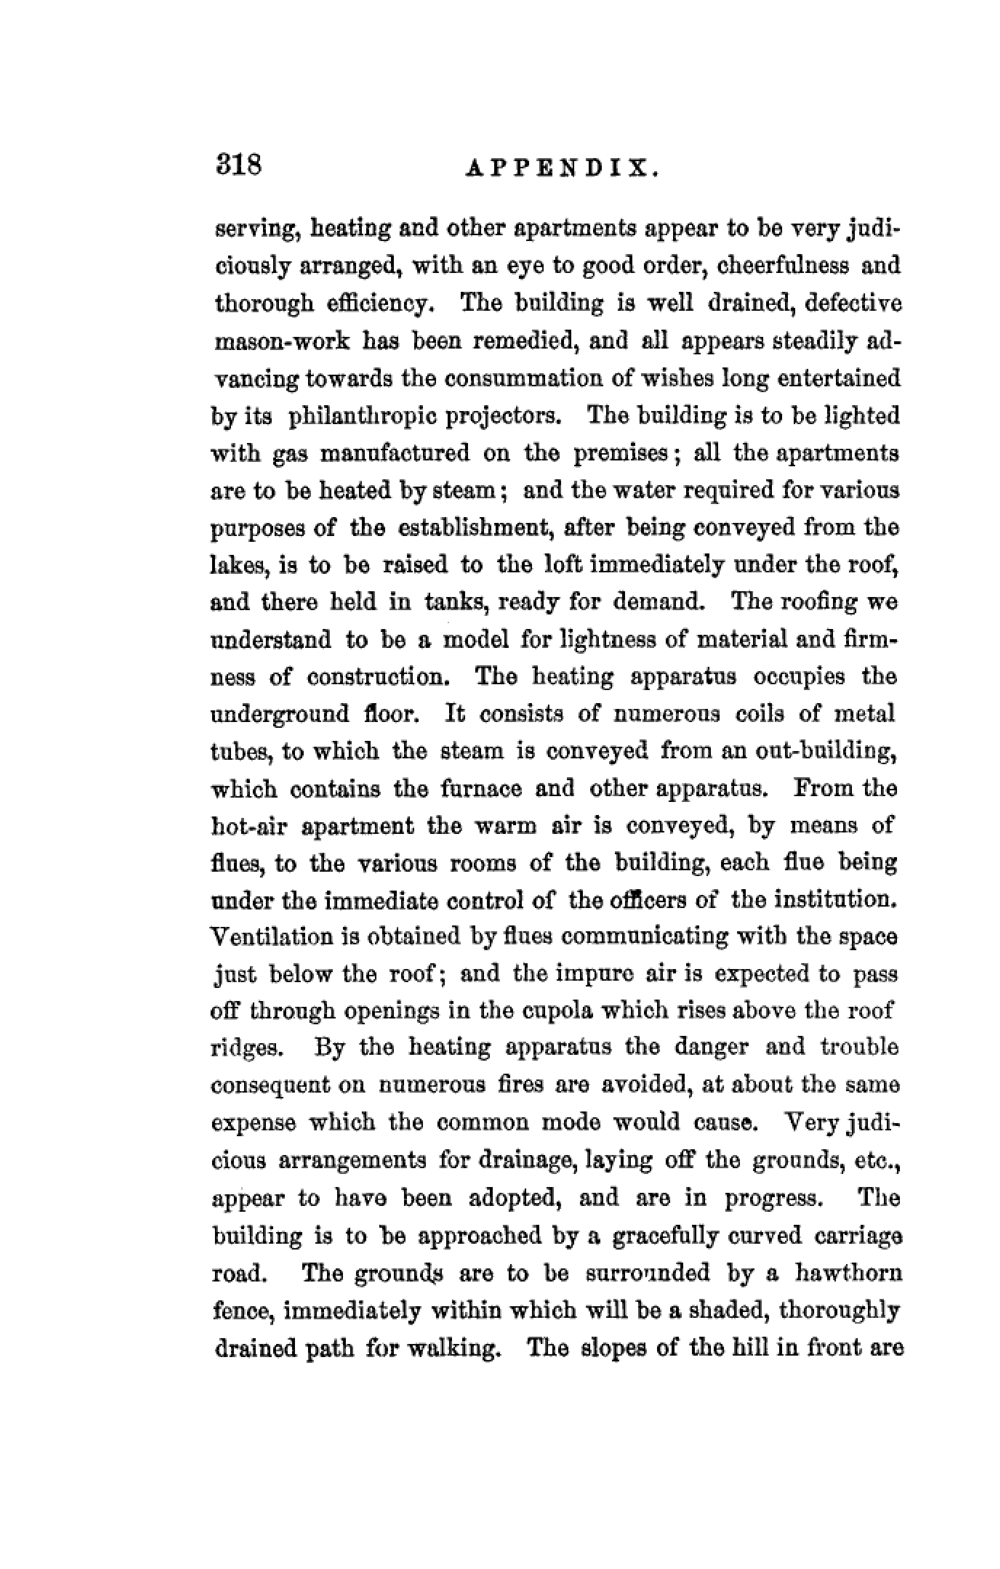 318 APPENDIX.
serving, heating and other apartments appear to be very judi-
ciously arranged, with an eye to good order, cheerfulness and
thorough efficiency. The building is well drained, defective
mason-work has been remedied, and all appears steadily ad-
vancing towards the consummation of wishes long entertained
by its philanthropic projectors. The building is to be lighted
with gas manufactured on the premises; all the apartments
are to be heated by steam; and the water required for various
purposes of the establishment, after being conveyed from the
lakes, is to be raised to the loft immediately under the roof,
and there held in tanks, ready for demand. The roofing we
understand to be a model for lightness of material and firm-
ness of construction. The heating apparatus occupies the
underground floor. It consists of numerous coils of metal
tubes, to which the steam is conveyed from an out-building,
which contains the furnace and other apparatus. From the
hot-air apartment the warm air is conveyed, by means of
flues, to the various rooms of the building, each flue being
under the immediate control of the officers of the institution.
Ventilation is obtained by flues communicating with the space
just below the roof; and the impure air is expected to pass
off through openings in the cupola which rises above the roof
ridges. By the heating apparatus the danger and trouble
consequent on numerous fires are avoided, at about the same
expense which the common mode would cause. Very judi-
cious arrangements for drainage, laying off the grounds, etc.,
appear to have been adopted, and are in progress. The
building is to be approached by a gracefully curved carriage
road. The grounds are to be surrounded by a hawthorn
fence, immediately within which will be a shaded, thoroughly
drained path for walking. The slopes of the hill in front are